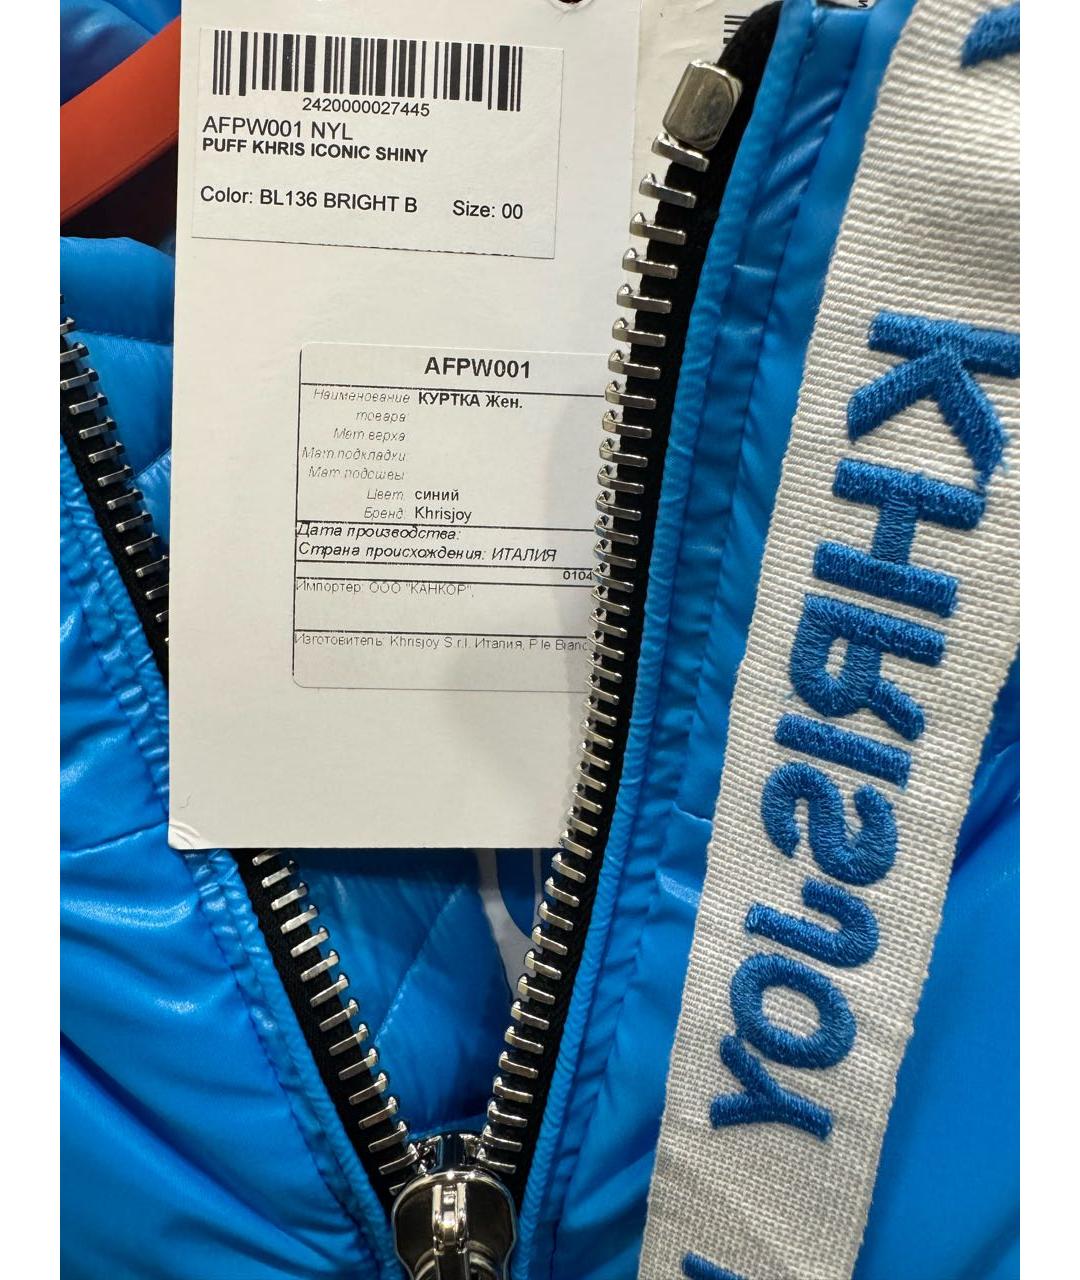 2420000027445
AFPW001 NYL
PUFF KHRIS ICONIC SHINY
Color: BL136 BRIGHT B Size: 00
AFPW001
Наименование КУРТКА Жен.
товара:
Мат верха
Мат подкладки:
Мат подошвы:
Цвет: синий
Бренд: Khrisjoy
Дата производства:
Страна происхождения: ИТАЛИЯ
0104
Импортер: ООО "КАНКОР",
Изготовитель: Khrisjoy S.r.l. Италия, P.le Bianc
KHRISJOY